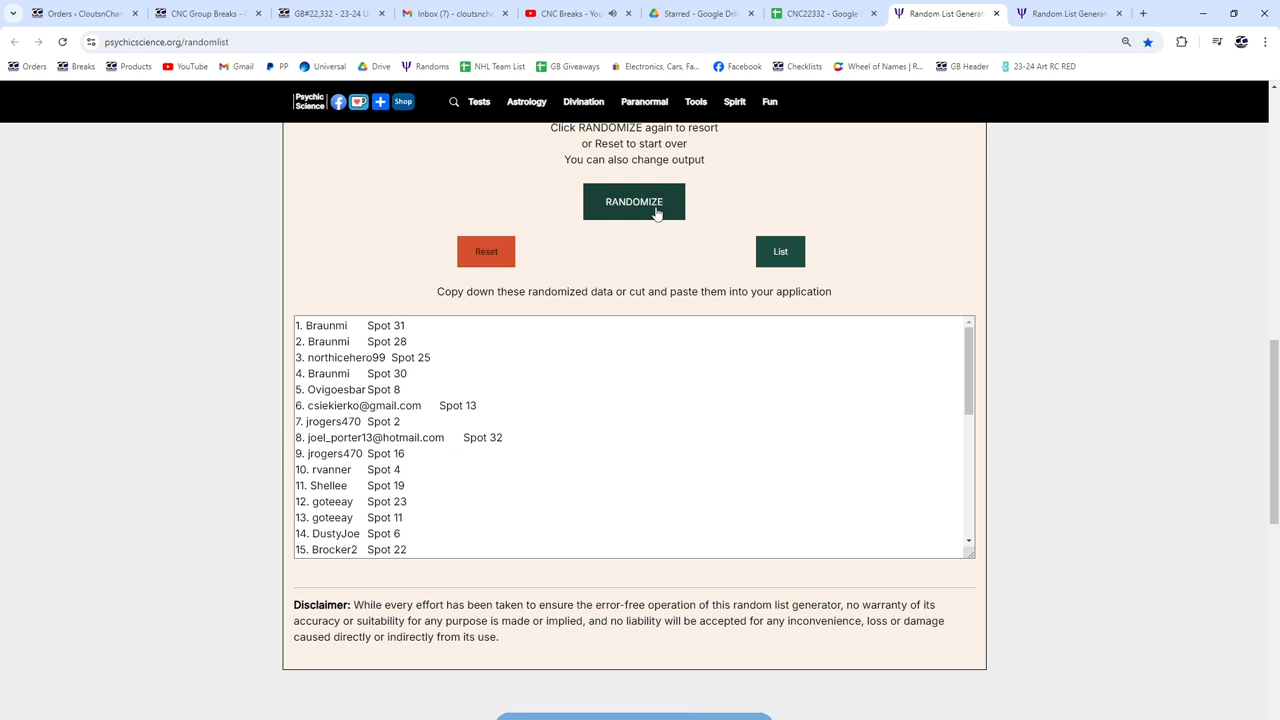 Orders ‹ CloutsnChan
CNC Group Breaks -
GB#22,332 - 23-24 U
Inbox (7) - cloutsnch
CNC Breaks - You
Starred - Google Driv
CNC22332 - Google S
Random List Generat
Random List Generat
psychicscience.org/randomlist
Orders
Breaks
Products
YouTube
Gmail
PP
Universal
Drive
Randoms
NHL Team List
GB Giveaways
Electronics, Cars, Fa...
Facebook
Checklists
Wheel of Names | R...
GB Header
23-24 Art RC RED
Psychic Science
Shop
Tests
Astrology
Divination
Paranormal
Tools
Spirit
Fun
Click RANDOMIZE again to resort
or Reset to start over
You can also change output
RANDOMIZE
Reset
List
Copy down these randomized data or cut and paste them into your application
1. Braunmi Spot 31
2. Braunmi Spot 28
3. northicehero99 Spot 25
4. Braunmi Spot 30
5. Ovigoesbar Spot 8
6. csiekierko@gmail.com Spot 13
7. jrogers470 Spot 2
8. joel_porter13@hotmail.com Spot 32
9. jrogers470 Spot 16
10. rvanner Spot 4
11. Shellee Spot 19
12. goteeay Spot 23
13. goteeay Spot 11
14. DustyJoe Spot 6
15. Brocker2 Spot 22
Disclaimer: While every effort has been taken to ensure the error-free operation of this random list generator, no warranty of its
accuracy or suitability for any purpose is made or implied, and no liability will be accepted for any inconvenience, loss or damage
caused directly or indirectly from its use.